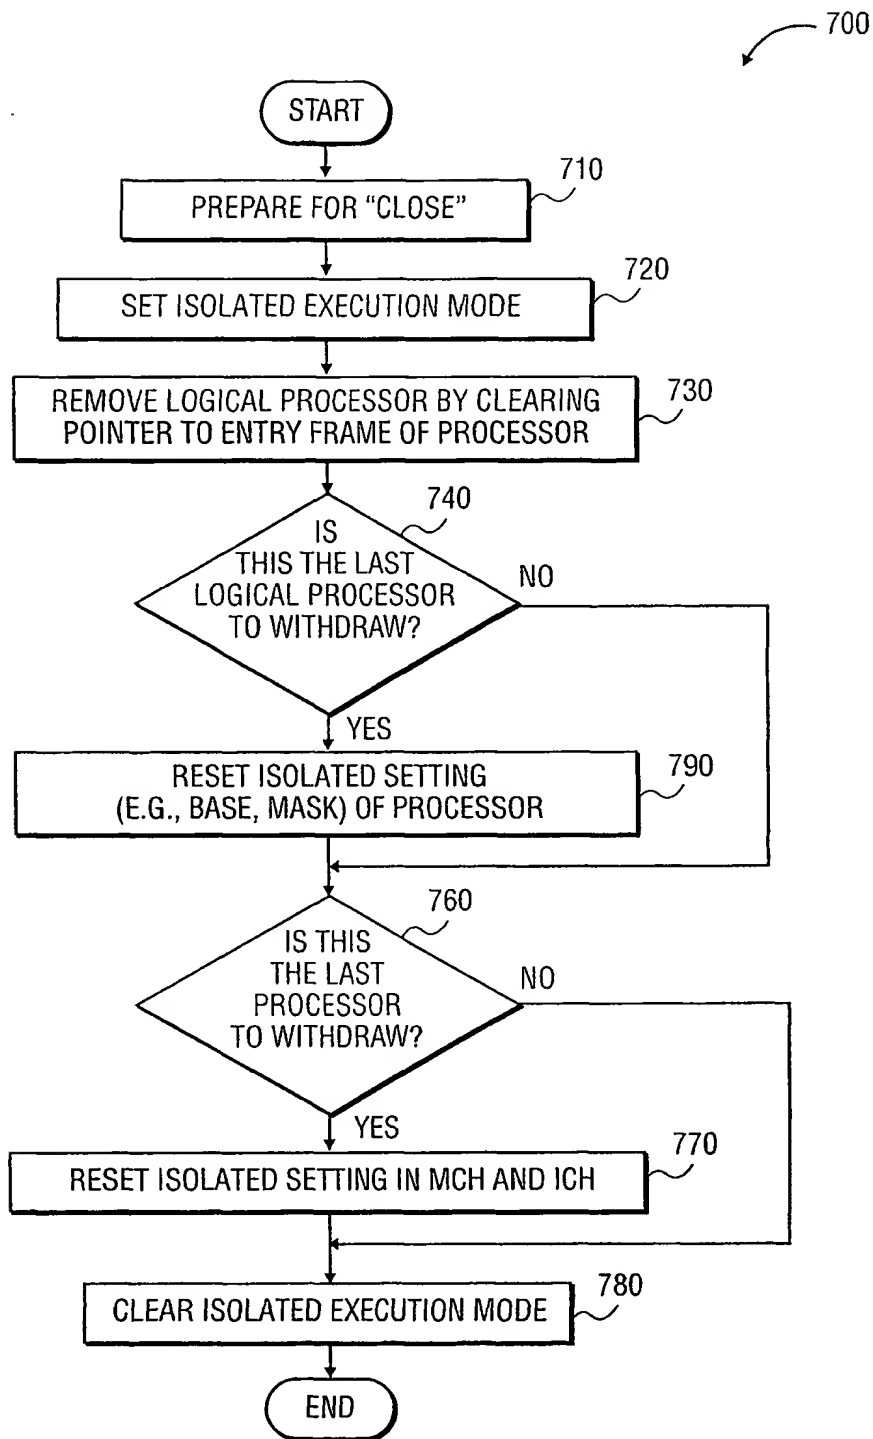 700
START
710
PREPARE FOR “CLOSE”
720
SET ISOLATED EXECUTION MODE
730
REMOVE LOGICAL PROCESSOR BY CLEARING
POINTER TO ENTRY FRAME OF PROCESSOR
740
IS
THIS THE LAST
LOGICAL PROCESSOR
TO WITHDRAW?
NO
YES
790
RESET ISOLATED SETTING
(E.G., BASE, MASK) OF PROCESSOR
760
IS THIS
THE LAST
PROCESSOR
TO WITHDRAW?
NO
YES
770
RESET ISOLATED SETTING IN MCH AND ICH
780
CLEAR ISOLATED EXECUTION MODE
END